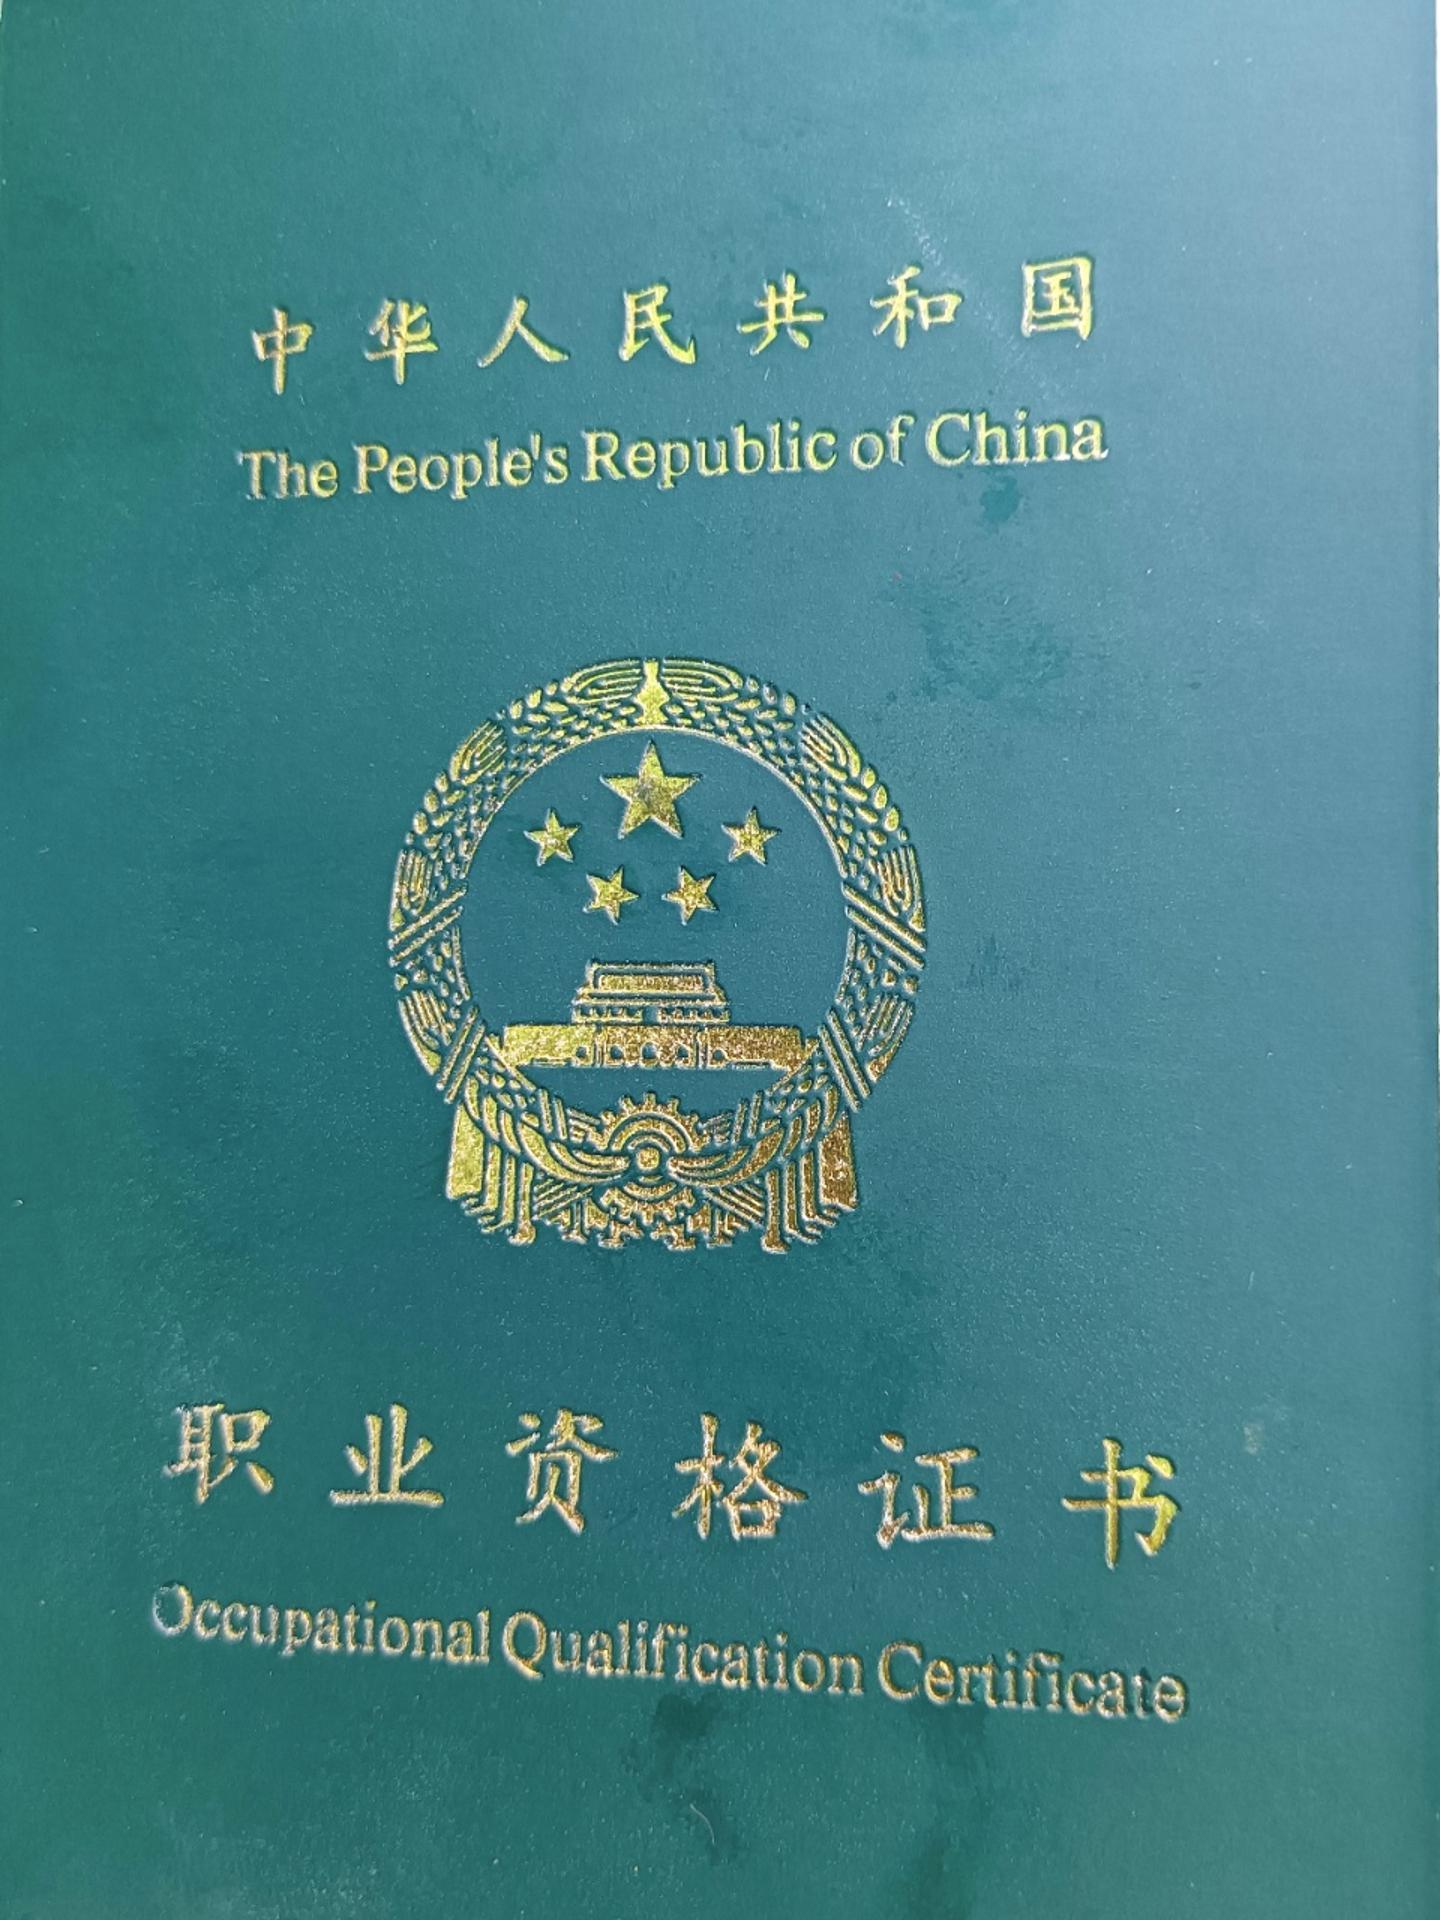 中华人民共和国
The People's Republic of China
职业资格证书
Occupational Qualification Certificate